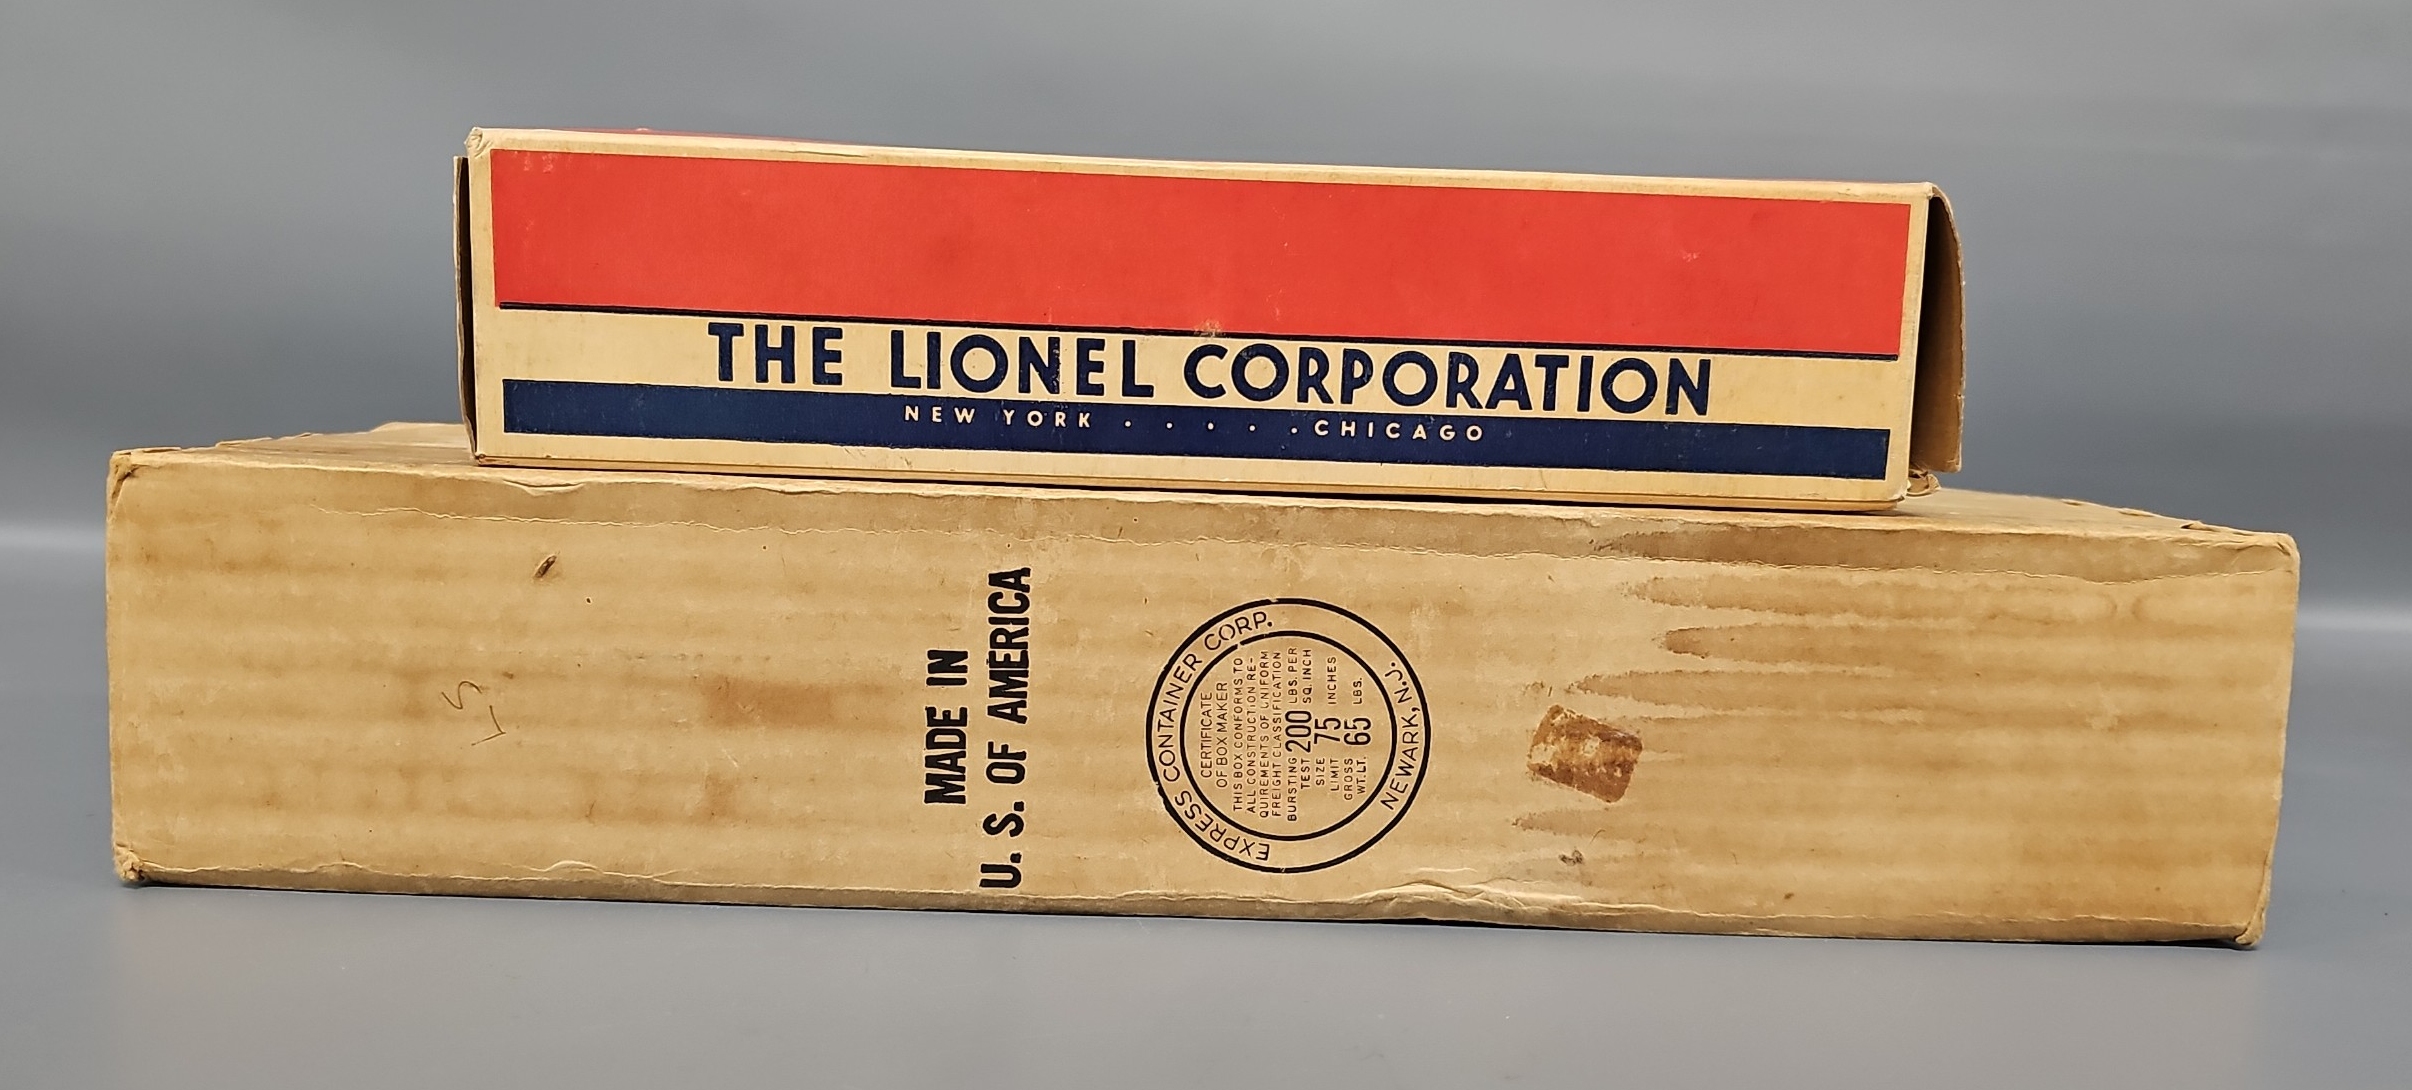 THE LIONEL CORPORATION
NEW YORK . . . . . . CHICAGO
MADE IN
U. S. OF AMERICA
EXPRESS CONTAINER CORP.
CERTIFICATE
OF BOX MAKER
THIS BOX CONFORMS TO
ALL CONSTRUCTION RE-
QUIREMENTS OF UNIFORM
FREIGHT CLASSIFICATION
BURSTING TEST 200 LBS. PER SQ. INCH
SIZE LIMIT 75 INCHES
GROSS WT. LT. 65 LBS.
NEWARK, N.J.